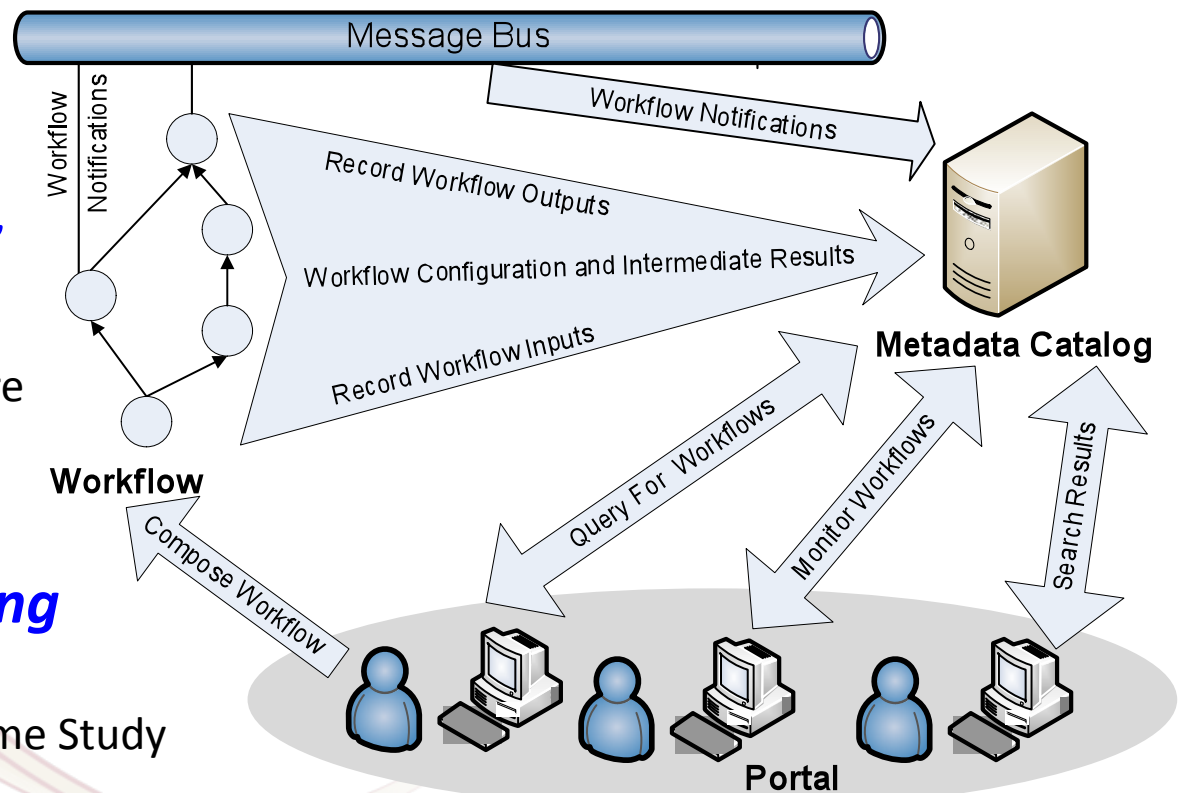 Message Bus
Workflow
Notifications
Workflow Notifications
Record Workflow Outputs
Workflow Configuration and Intermediate Results
Record Workflow Inputs
Metadata Catalog
Workflow
Compose Workflow
Query For Workflows
Monitor Workflows
Search Results
Portal
me Study